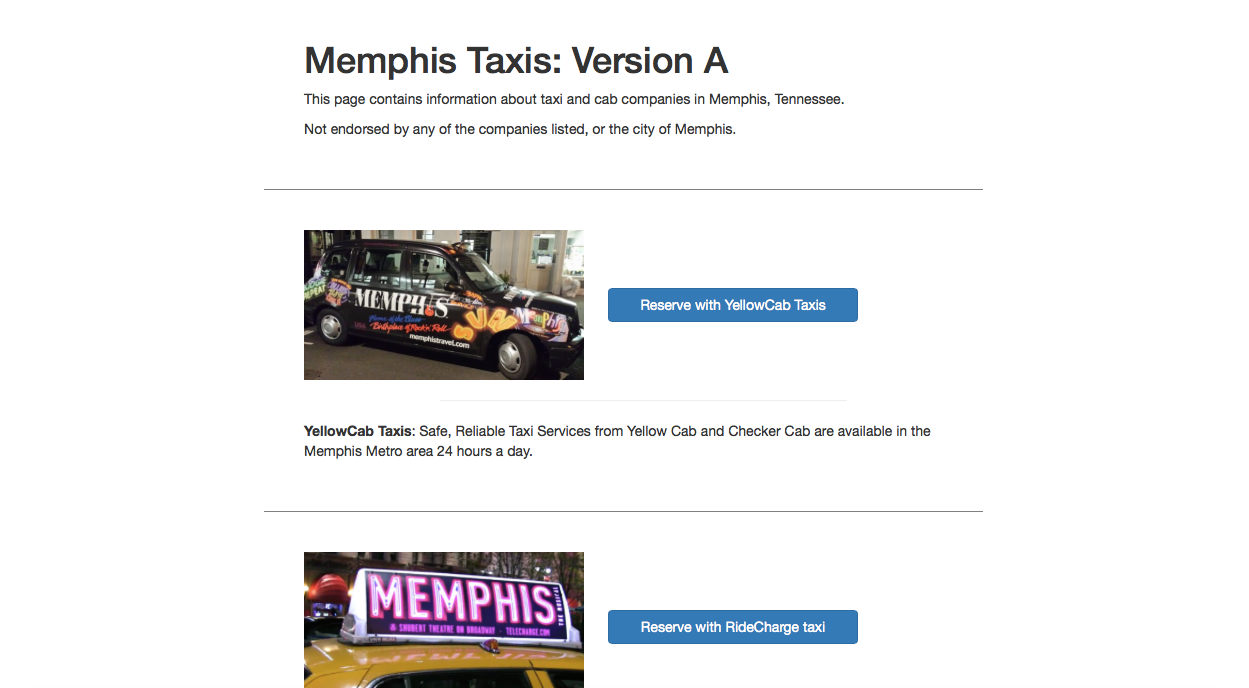 Memphis Taxis: Version A
This page contains information about taxi and cab companies in Memphis, Tennessee.
Not endorsed by any of the companies listed, or the city of Memphis.
MEMPHIS
Home of the Blues
Birthplace of Rock'n'Roll
memphistravel.com
Memphis
Reserve with YellowCab Taxis
YellowCab Taxis: Safe, Reliable Taxi Services from Yellow Cab and Checker Cab are available in the
Memphis Metro area 24 hours a day.
MEMPHIS
THE MUSICAL
SHUBERT THEATRE ON BROADWAY · TELECHARGE.COM
Reserve with RideCharge taxi